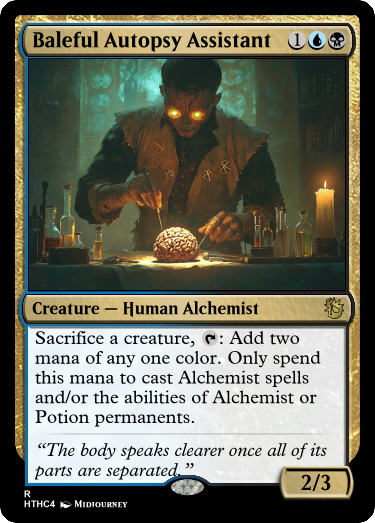 Baleful Autopsy Assistant 1
Creature — Human Alchemist
Sacrifice a creature, : Add two
mana of any one color. Only spend
this mana to cast Alchemist spells
and/or the abilities of Alchemist or
Potion permanents.
“The body speaks clearer once all of its
parts are separated.”
2/3
R
HTHC4 Midjourney